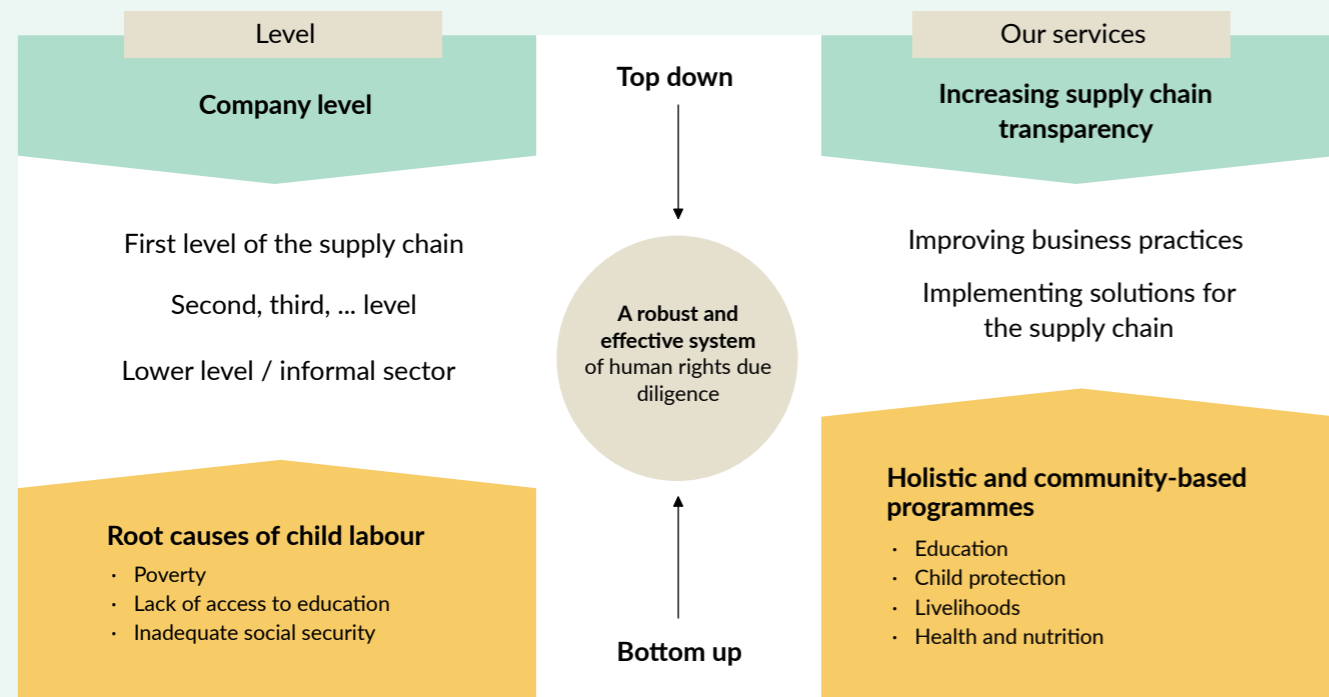 Level
Company level
First level of the supply chain
Second, third, ... level
Lower level / informal sector
Root causes of child labour
· Poverty
· Lack of access to education
· Inadequate social security
Top down
A robust and
effective system
of human rights due
diligence
Bottom up
Our services
Increasing supply chain
transparency
Improving business practices
Implementing solutions for
the supply chain
Holistic and community-based
programmes
· Education
· Child protection
· Livelihoods
· Health and nutrition